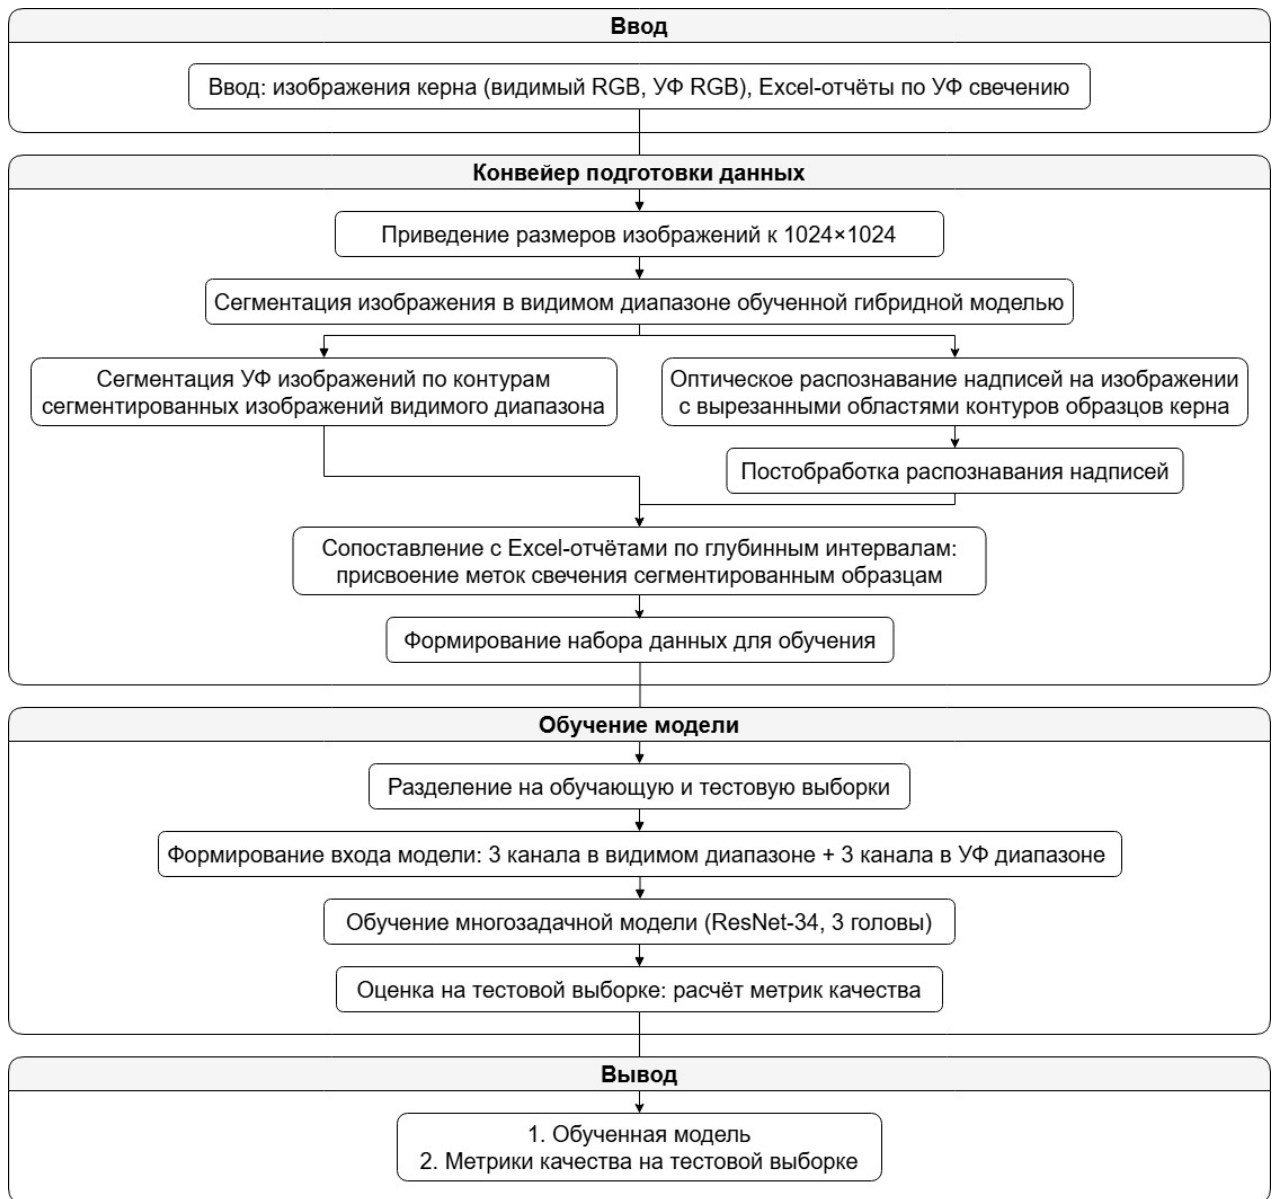 Ввод
Ввод: изображения керна (видимый RGB, УФ RGB), Excel-отчёты по УФ свечению
Конвейер подготовки данных
Приведение размеров изображений к 1024×1024
Сегментация изображения в видимом диапазоне обученной гибридной моделью
Сегментация УФ изображений по контурам
сегментированных изображений видимого диапазона
Оптическое распознавание надписей на изображении
с вырезанными областями контуров образцов керна
Постобработка распознавания надписей
Сопоставление с Excel-отчётами по глубинным интервалам:
присвоение меток свечения сегментированным образцам
Формирование набора данных для обучения
Обучение модели
Разделение на обучающую и тестовую выборки
Формирование входа модели: 3 канала в видимом диапазоне + 3 канала в УФ диапазоне
Обучение многозадачной модели (ResNet-34, 3 головы)
Оценка на тестовой выборке: расчёт метрик качества
Вывод
1. Обученная модель
2. Метрики качества на тестовой выборке